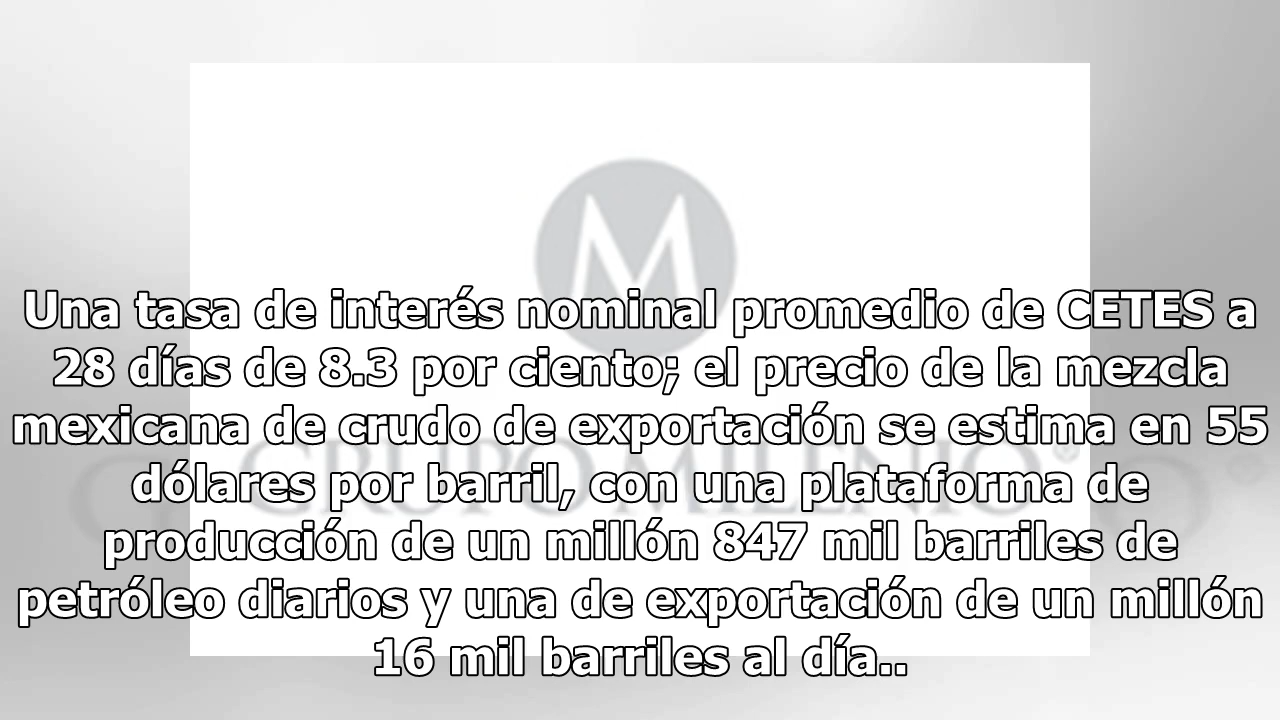 M
Una tasa de interés nominal promedio de CETES a
28 días de 8.3 por ciento; el precio de la mezcla
mexicana de crudo de exportación se estima en 55
GRUPO MILENIO®
dólares por barril, con una plataforma de
producción de un millón 847 mil barriles de
petróleo diarios y una de exportación de un millón
16 mil barriles al día..